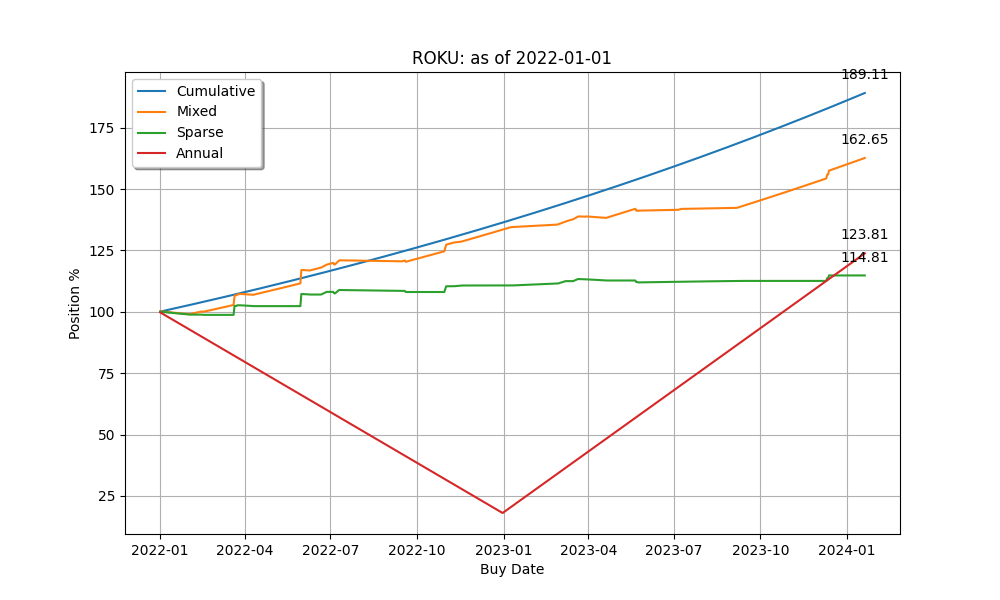 ROKU: as of 2022-01-01
Cumulative
Mixed
Sparse
Annual
189.11
162.65
123.81
114.81
175
150
125
100
75
50
25
Position %
2022-01 2022-04 2022-07 2022-10 2023-01 2023-04 2023-07 2023-10 2024-01
Buy Date